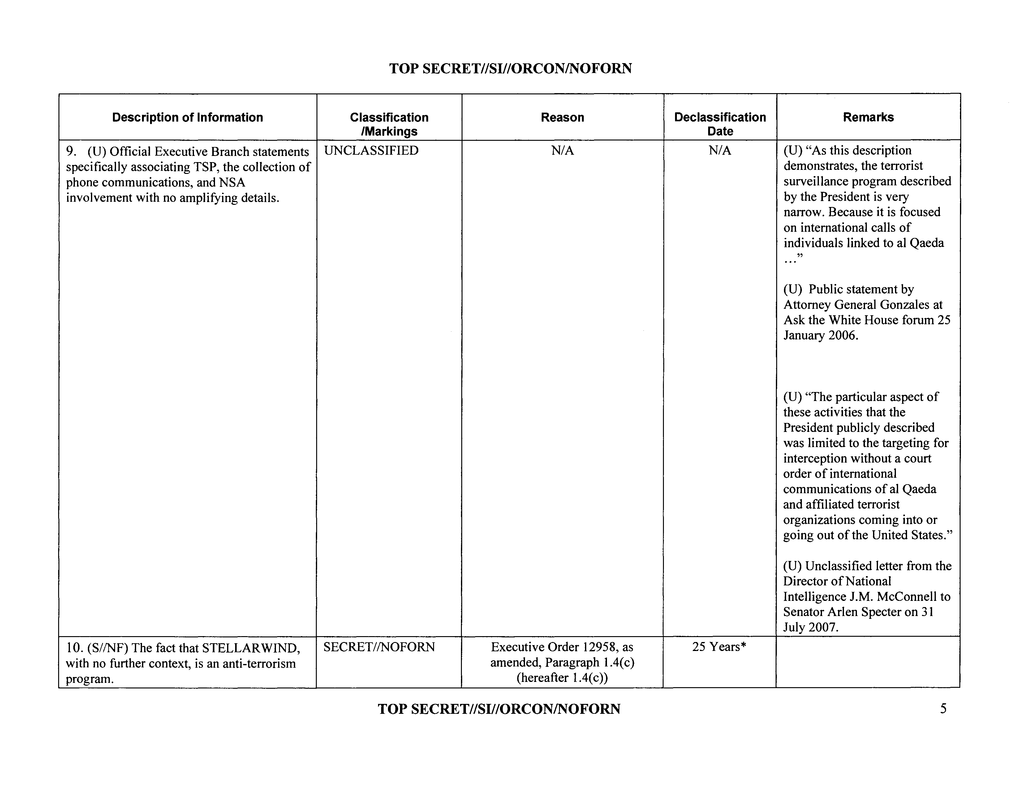 TOP SECRET//SI//ORCON/NOFORN
Description of Information
Classification
/Markings
Reason
Declassification
Date
Remarks
9. (U) Official Executive Branch statements
specifically associating TSP, the collection of
phone communications, and NSA
involvement with no amplifying details.
UNCLASSIFIED
N/A
N/A
(U) “As this description
demonstrates, the terrorist
surveillance program described
by the President is very
narrow. Because it is focused
on international calls of
individuals linked to al Qaeda
...”
(U) Public statement by
Attorney General Gonzales at
Ask the White House forum 25
January 2006.
(U) “The particular aspect of
these activities that the
President publicly described
was limited to the targeting for
interception without a court
order of international
communications of al Qaeda
and affiliated terrorist
organizations coming into or
going out of the United States.”
(U) Unclassified letter from the
Director of National
Intelligence J.M. McConnell to
Senator Arlen Specter on 31
July 2007.
10. (S//NF) The fact that STELLARWIND,
with no further context, is an anti-terrorism
program.
SECRET//NOFORN
Executive Order 12958, as
amended, Paragraph 1.4(c)
(hereafter 1.4(c))
25 Years*
TOP SECRET//SI//ORCON/NOFORN
5